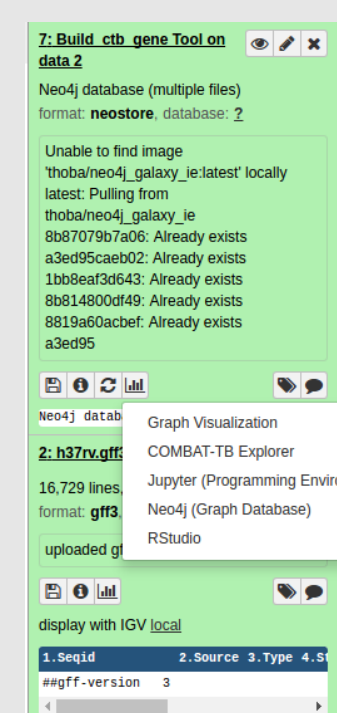 7: Build ctb gene Tool on
data 2
Neo4j database (multiple files)
format: neostore, database: ?
Unable to find image
'thoba/neo4j_galaxy_ie:latest' locally
latest: Pulling from
thoba/neo4j_galaxy_ie
8b87079b7a06: Already exists
a3ed95caeb02: Already exists
1bb8eaf3d643: Already exists
8b814800df49: Already exists
8819a60acbef: Already exists
a3ed95
Neo4j datab
Graph Visualization
COMBAT-TB Explorer
Jupyter (Programming Enviro
Neo4j (Graph Database)
RStudio
2: h37rv.gff3
16,729 lines,
format: gff3,
uploaded gf
display with IGV local
1.Seqid 2.Source 3.Type 4.St
##gff-version 3